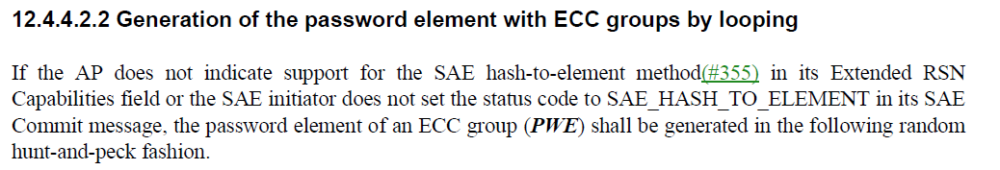 12.4.4.2.2 Generation of the password element with ECC groups by looping
If the AP does not indicate support for the SAE hash-to-element method(#355) in its Extended RSN
Capabilities field or the SAE initiator does not set the status code to SAE_HASH_TO_ELEMENT in its SAE
Commit message, the password element of an ECC group (PWE) shall be generated in the following random
hunt-and-peck fashion.